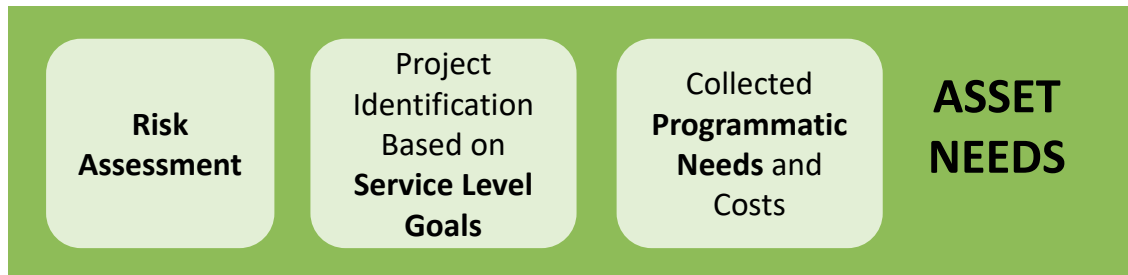 Risk
Assessment
Project
Identification
Based on
Service Level
Goals
Collected
Programmatic
Needs and
Costs
ASSET
NEEDS